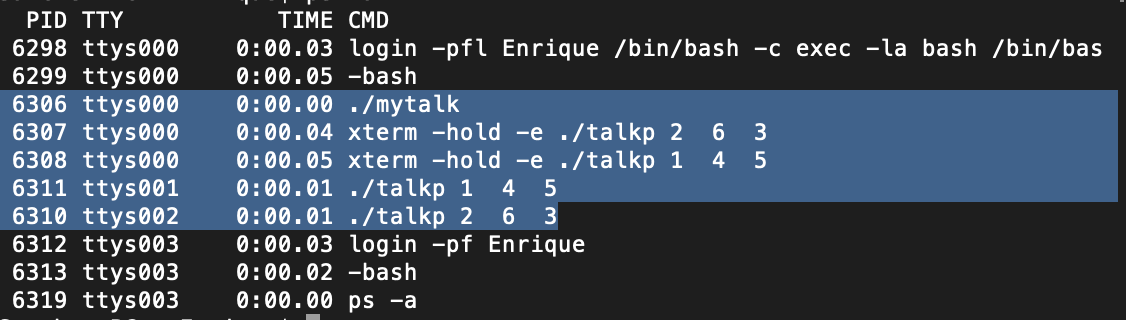 PID TTY TIME CMD
6298 ttys000 0:00.03 login -pfl Enrique /bin/bash -c exec -la bash /bin/bas
6299 ttys000 0:00.05 -bash
6306 ttys000 0:00.00 ./mytalk
6307 ttys000 0:00.04 xterm -hold -e ./talkp 2 6 3
6308 ttys000 0:00.05 xterm -hold -e ./talkp 1 4 5
6311 ttys001 0:00.01 ./talkp 1 4 5
6310 ttys002 0:00.01 ./talkp 2 6 3
6312 ttys003 0:00.03 login -pf Enrique
6313 ttys003 0:00.02 -bash
6319 ttys003 0:00.00 ps -a